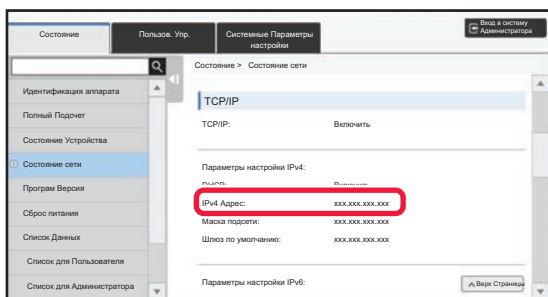 Состояние
Пользов. Упр.
Системные Параметры
настройки
Вход в систему
Администратора
Состояние > Состояние сети
Идентификация аппарата
Полный Подсчет
Состояние Устройства
Состояние сети
Програм Версия
Сброс питания
Список Данных
Список для Пользователя
Список для Администратора
TCP/IP
TCP/IP: Включить
Параметры настройки IPv4:
DHCP: Включить
IPv4 Адрес: xxx.xxx.xxx.xxx
Маска подсети: xxx.xxx.xxx.xxx
Шлюз по умолчанию: xxx.xxx.xxx.xxx
Параметры настройки IPv6:
Верх Страницы